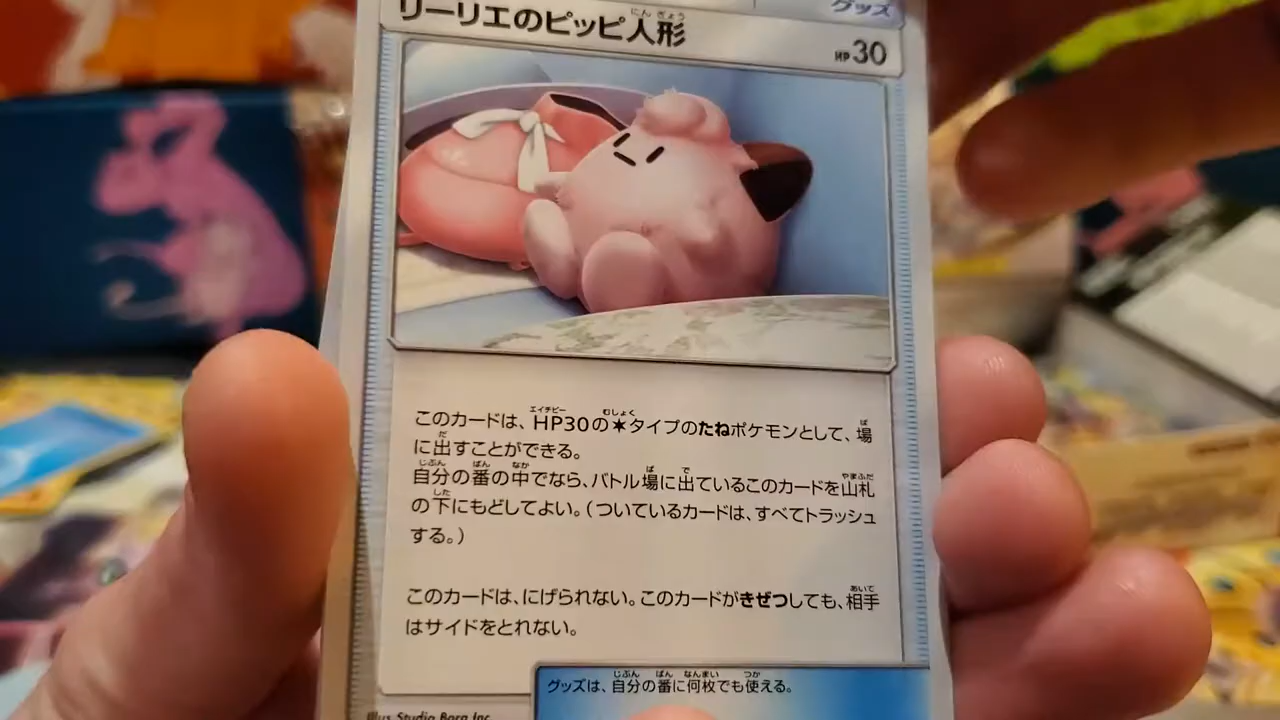 グッズ
リーリエのピッピ人形
HP30
このカードは、HP30の✶タイプのたねポケモンとして、場
に出すことができる。
自分の番の中でなら、バトル場に出ているこのカードを山札
の下にもどしてよい。(ついているカードは、すべてトラッシュ
する。)
このカードは、にげられない。このカードがきぜつしても、相手
はサイドをとれない。
グッズは、自分の番に何枚でも使える。
Illus. Studio Bora Inc.